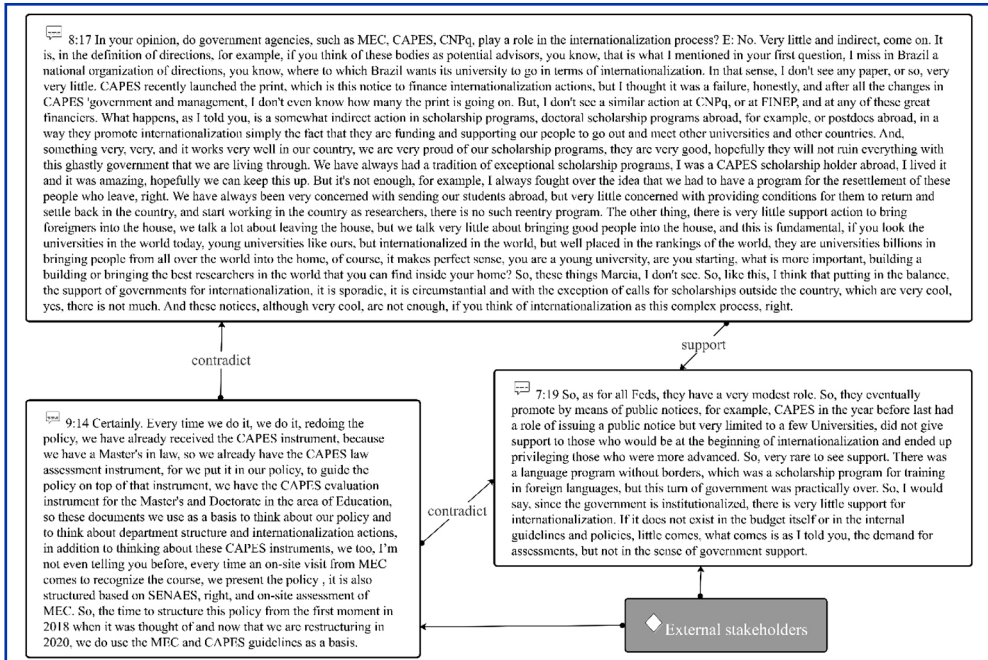 8:17 In your opinion, do government agencies, such as MEC, CAPES, CNPq, play a role in the internationalization process? E: No. Very little and indirect, come on. It
is, in the definition of directions, for example, if you think of these bodies as potential advisors, you know, that is what I mentioned in your first question, I miss in Brazil a
national organization of directions, you know, where to which Brazil wants its university to go in terms of internationalization. In that sense, I don't see any paper, or so, very
very little. CAPES recently launched the print, which is this notice to finance internationalization actions, but I thought it was a failure, honestly, and after all the changes in
CAPES 'government and management, I don't even know how many the print is going on. But, I don't see a similar action at CNPq, or at FINEP, and at any of these great
financiers. What happens, as I told you, is a somewhat indirect action in scholarship programs, doctoral scholarship programs abroad, for example, or postdocs abroad, in
a way they promote internationalization simply the fact that they are funding and supporting our people to go out and meet other universities and other countries. And,
something very, very, and it works very well in our country, we are very proud of our scholarship programs, they are very good, hopefully they will not ruin everything with
this ghastly government that we are living through. We have always had a tradition of exceptional scholarship programs, I was a CAPES scholarship holder abroad, I lived it
and it was amazing, hopefully we can keep this up. But it's not enough, for example, I always fought over the idea that we had to have a program for the resettlement of these
people who leave, right. We have always been very concerned with sending our students abroad, but very little concerned with providing conditions for them to return and
settle back in the country, and start working in the country as researchers, there is no such reentry program. The other thing, there is very little support action to bring
foreigners into the house, we talk a lot about leaving the house, but we talk very little about bringing good people into the house, and this is fundamental, if you look the
universities in the world today, young universities like ours, but internationalized in the world, but well placed in the rankings of the world, they are universities billions in
bringing people from all over the world into the home, of course, it makes perfect sense, you are a young university, are you starting, what is more important, building a
building or bringing the best researchers in the world that you can find inside your home? So, these things Marcia, I don't see. So, like this, I think that putting in the balance,
the support of governments for internationalization, it is sporadic, it is circumstantial and with the exception of calls for scholarships outside the country, which are very cool,
yes, there is not much. And these notices, although very cool, are not enough, if you think of internationalization as this complex process, right.
contradict
support
7:19 So, as for all Feds, they have a very modest role. So, they eventually
promote by means of public notices, for example, CAPES in the year before last had
a role of issuing a public notice but very limited to a few Universities, did not give
support to those who would be at the beginning of internationalization and ended up
privileging those who were more advanced. So, very rare to see support. There was
a language program without borders, which was a scholarship program for training
in foreign languages, but this turn of government was practically over. So, I would
say, since the government is institutionalized, there is very little support for
internationalization. If it does not exist in the budget itself or in the internal
guidelines and policies, little comes, what comes is as I told you, the demand for
assessments, but not in the sense of government support.
9:14 Certainly. Every time we do it, we do it, redoing the
policy, we have already received the CAPES instrument, because
we have a Master's in law, so we already have the CAPES law
assessment instrument, for we put it in our policy, to guide the
policy on top of that instrument, we have the CAPES evaluation
instrument for the Master's and Doctorate in the area of Education,
so these documents we use as a basis to think about our policy and
to think about department structure and internationalization actions,
in addition to thinking about these CAPES instruments, we too, I'm
not even telling you before, every time an on-site visit from MEC
comes to recognize the course, we present the policy , it is also
structured based on SENAES, right, and on-site assessment of
MEC. So, the time to structure this policy from the first moment in
2018 when it was thought of and now that we are restructuring in
2020, we do use the MEC and CAPES guidelines as a basis.
contradict
External stakeholders